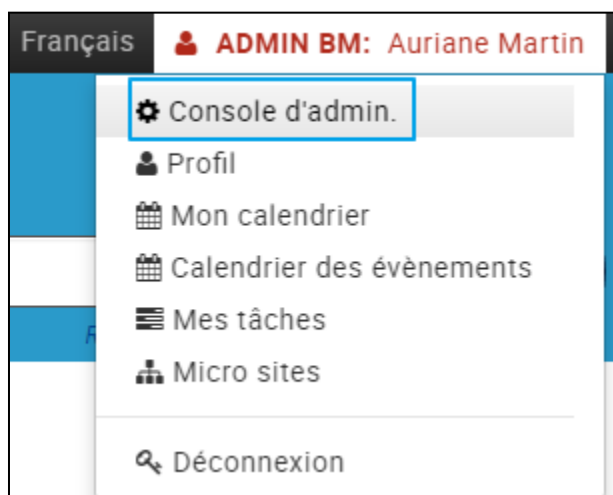 Français ADMIN BM: Auriane Martin
Console d'admin.
Profil
Mon calendrier
Calendrier des évènements
Mes tâches
Micro sites
Déconnexion